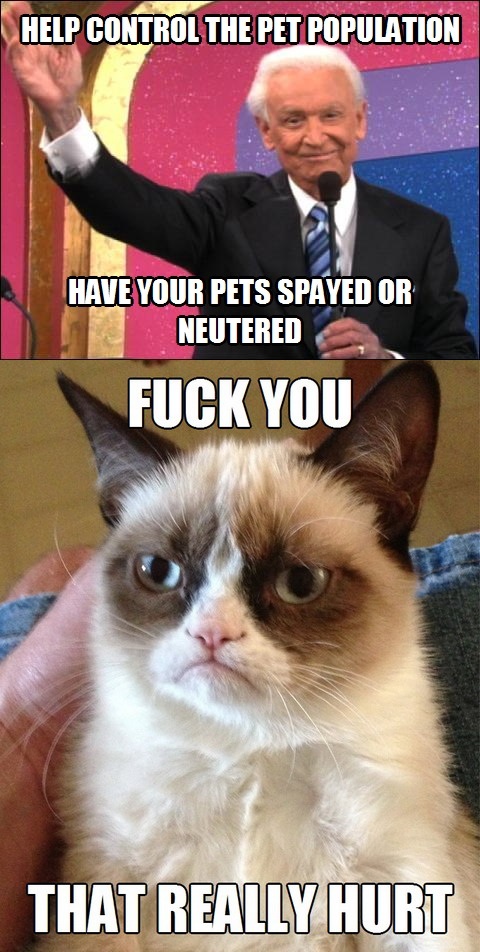 HELP CONTROL THE PET POPULATION
HAVE YOUR PETS SPAYED OR
NEUTERED
FUCK YOU
THAT REALLY HURT